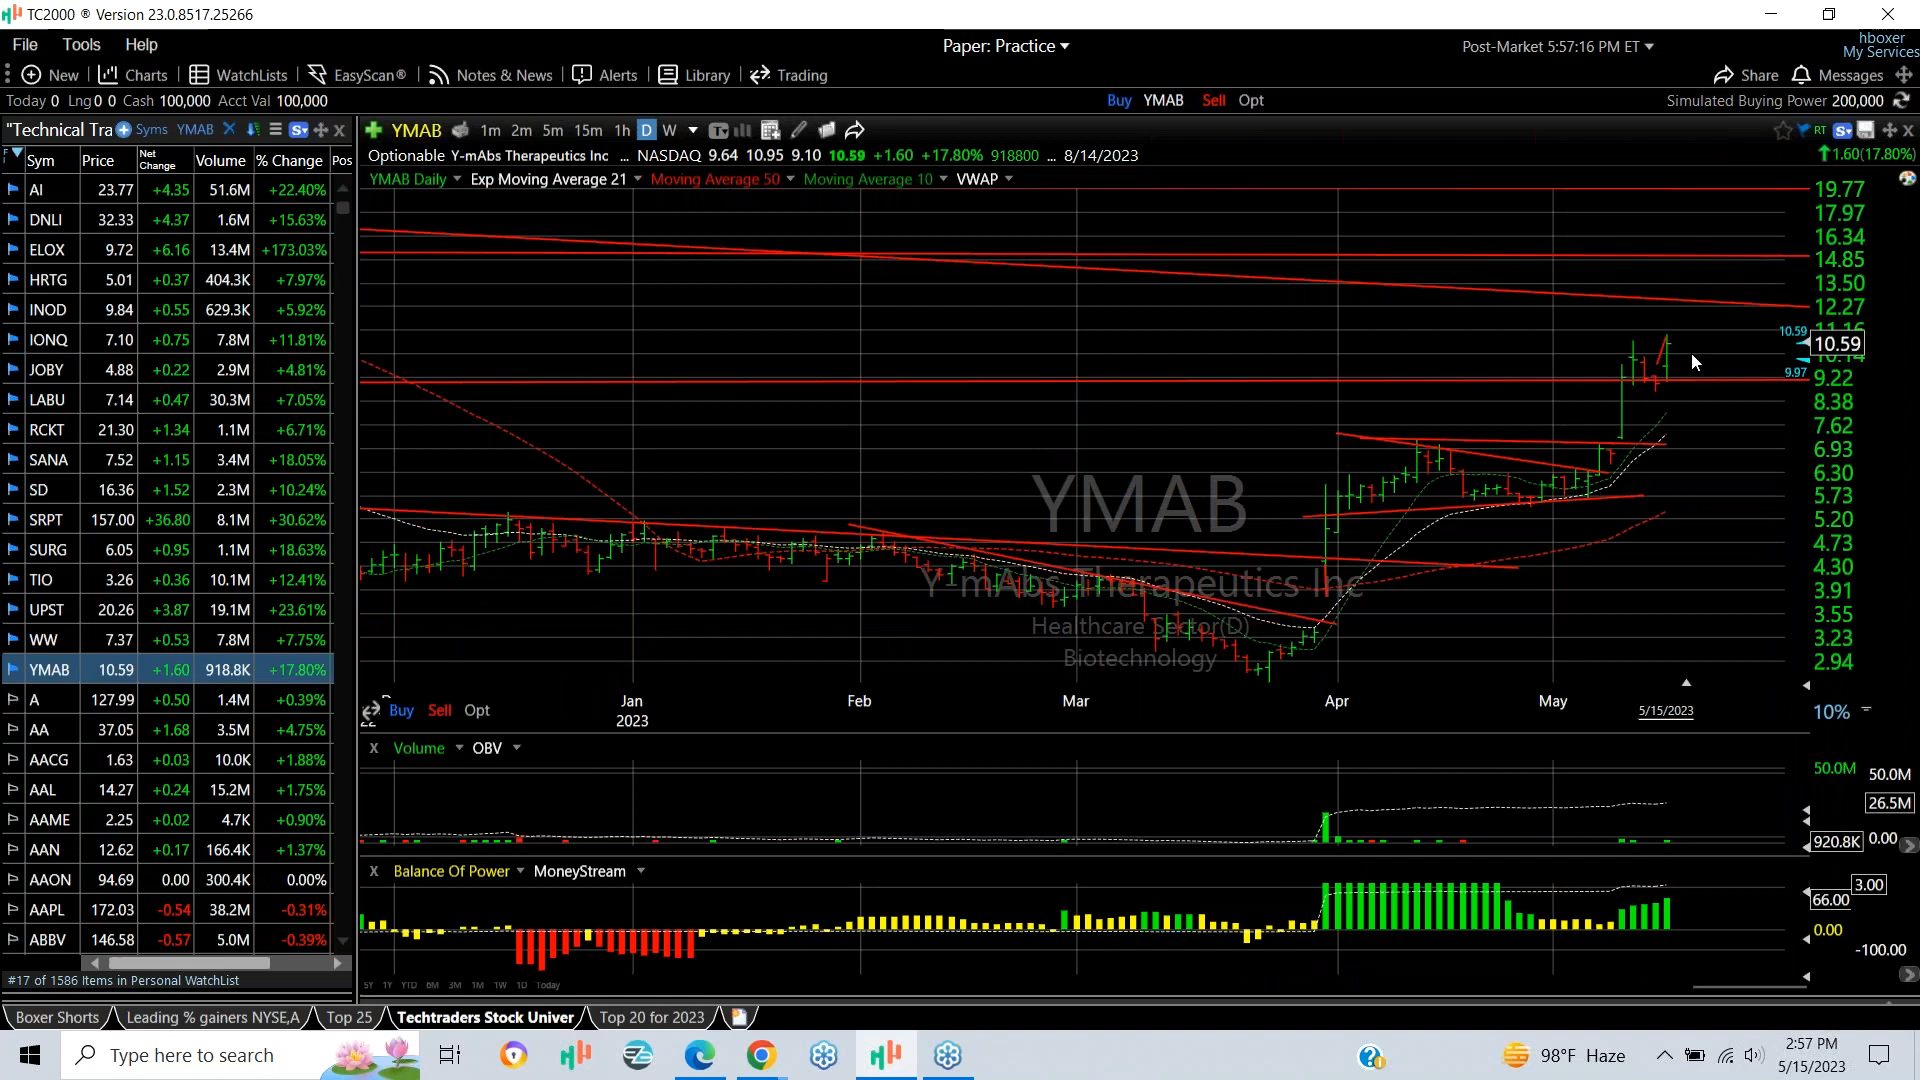 TC2000 ® Version 23.0.8517.25266
File Tools Help
Paper: Practice
Post-Market 5:57:16 PM ET
hboxer
My Services
New Charts WatchLists EasyScan® Notes & News Alerts Library Trading
Share Messages
Today 0 Lng 0 0 Cash 100,000 Acct Val 100,000
Buy YMAB Sell Opt
Simulated Buying Power 200,000
"Technical Tra Syms YMAB
YMAB 1m 2m 5m 15m 1h D W
RT
Sym Price Net Change Volume % Change Pos
Optionable Y-mAbs Therapeutics Inc ... NASDAQ 9.64 10.95 9.10 10.59 +1.60 +17.80% 918800 ... 8/14/2023
1.60(17.80%)
YMAB Daily Exp Moving Average 21 Moving Average 50 Moving Average 10 VWAP
AI 23.77 +4.35 51.6M +22.40%
DNLI 32.33 +4.37 1.6M +15.63%
ELOX 9.72 +6.16 13.4M +173.03%
HRTG 5.01 +0.37 404.3K +7.97%
INOD 9.84 +0.55 629.3K +5.92%
IONQ 7.10 +0.75 7.8M +11.81%
JOBY 4.88 +0.22 2.9M +4.81%
LABU 7.14 +0.47 30.3M +7.05%
RCKT 21.30 +1.34 1.1M +6.71%
SANA 7.52 +1.15 3.4M +18.05%
SD 16.36 +1.52 2.3M +10.24%
SRPT 157.00 +36.80 8.1M +30.62%
SURG 6.05 +0.95 1.1M +18.63%
TIO 3.26 +0.36 10.1M +12.41%
UPST 20.26 +3.87 19.1M +23.61%
WW 7.37 +0.53 7.8M +7.75%
YMAB 10.59 +1.60 918.8K +17.80%
A 127.99 +0.50 1.4M +0.39%
AA 37.05 +1.68 3.5M +4.75%
AACG 1.63 +0.03 10.0K +1.88%
AAL 14.27 +0.24 15.2M +1.75%
AAME 2.25 +0.02 4.7K +0.90%
AAN 12.62 +0.17 166.4K +1.37%
AAON 94.69 0.00 300.4K 0.00%
AAPL 172.03 -0.54 38.2M -0.31%
ABBV 146.58 -0.57 5.0M -0.39%
#17 of 1586 Items in Personal WatchList
19.77
17.97
16.34
14.85
13.50
12.27
11.16
10.59
10.59
10.14
9.97
9.22
8.38
7.62
6.93
6.30
5.73
5.20
4.73
4.30
3.91
3.55
3.23
2.94
YMAB
Y-mAbs Therapeutics Inc
Healthcare Sector(D)
Biotechnology
22
Jan
2023
Feb
Mar
Apr
May
5/15/2023
10%
Buy Sell Opt
X Volume OBV
50.0M
50.0M
26.5M
920.8K
0.00
X Balance Of Power MoneyStream
3.00
66.00
0.00
-100.00
5Y 1Y YTD 6M 3M 1M 1W 1D Today
Boxer Shorts Leading % gainers NYSE,A Top 25 Techtraders Stock Univer Top 20 for 2023
Type here to search
98°F Haze
2:57 PM
5/15/2023